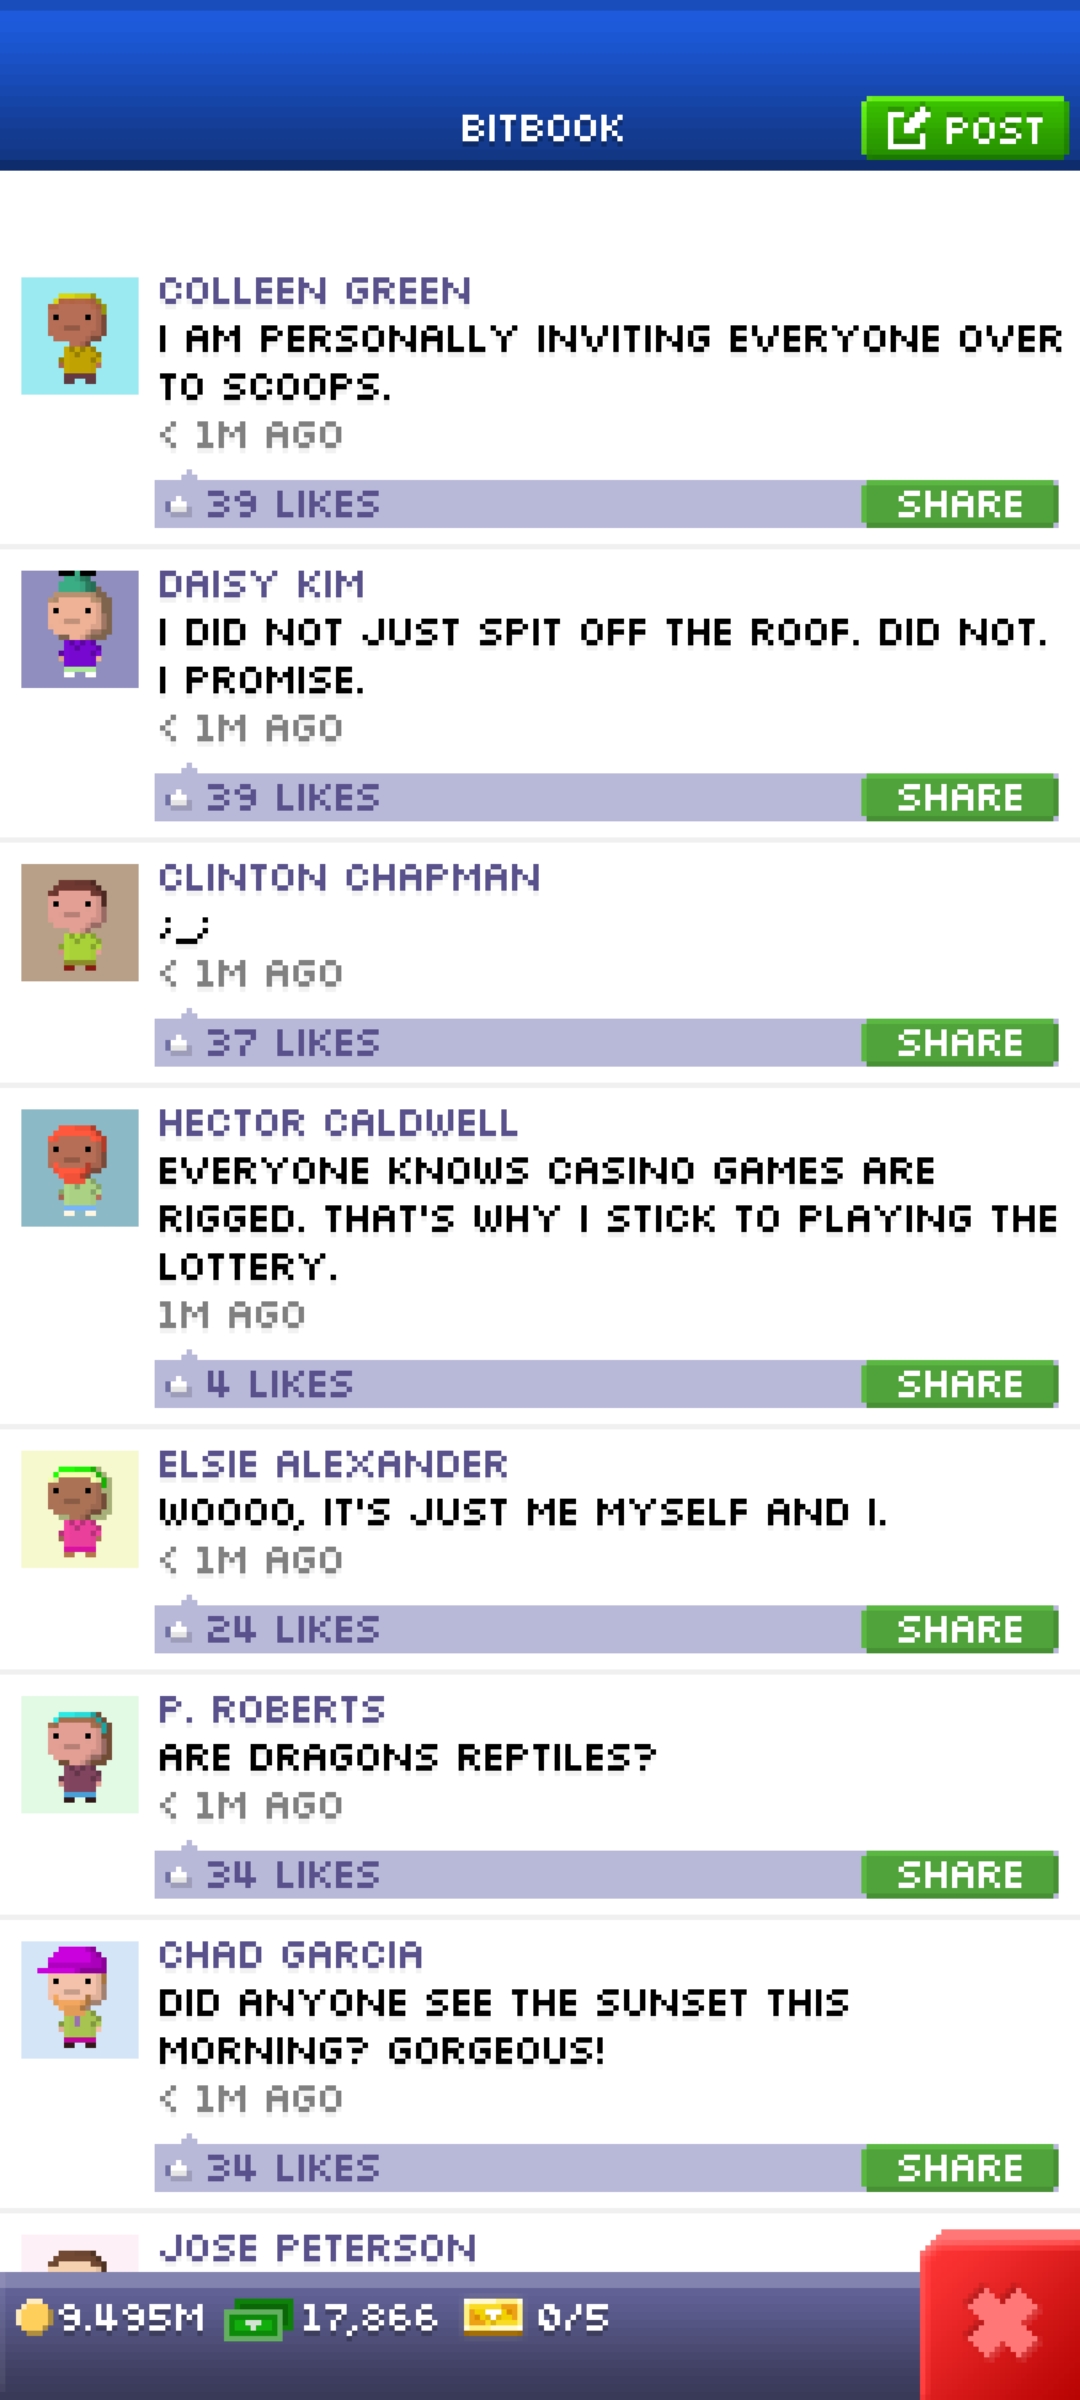 BITBOOK
POST
COLLEEN GREEN
I AM PERSONALLY INVITING EVERYONE OVER
TO SCOOPS.
< 1M AGO
39 LIKES
SHARE
DAISY KIM
I DID NOT JUST SPIT OFF THE ROOF. DID NOT.
I PROMISE.
< 1M AGO
39 LIKES
SHARE
CLINTON CHAPMAN
;_;
< 1M AGO
37 LIKES
SHARE
HECTOR CALDWELL
EVERYONE KNOWS CASINO GAMES ARE
RIGGED. THAT'S WHY I STICK TO PLAYING THE
LOTTERY.
1M AGO
4 LIKES
SHARE
ELSIE ALEXANDER
WOOOO, IT'S JUST ME MYSELF AND I.
< 1M AGO
24 LIKES
SHARE
P. ROBERTS
ARE DRAGONS REPTILES?
< 1M AGO
34 LIKES
SHARE
CHAD GARCIA
DID ANYONE SEE THE SUNSET THIS
MORNING? GORGEOUS!
< 1M AGO
34 LIKES
SHARE
JOSE PETERSON
9.495M 17,866 0/5